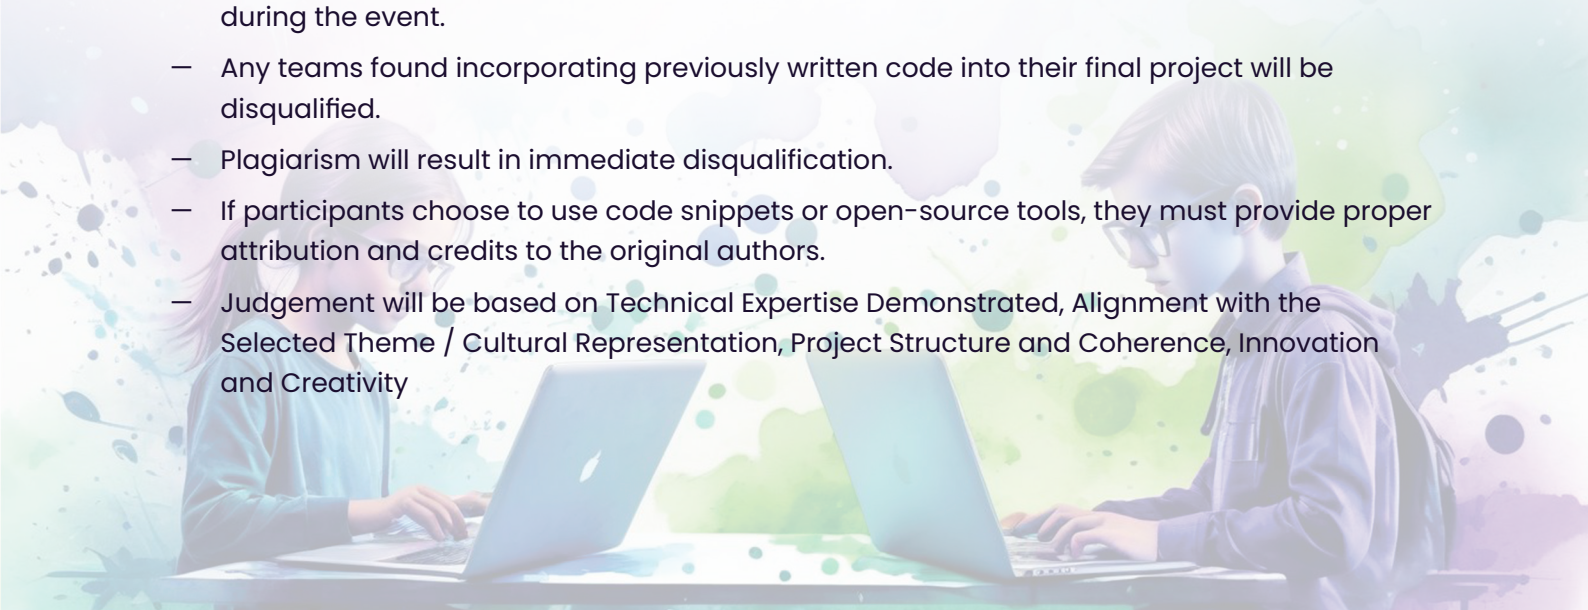 during the event.
— Any teams found incorporating previously written code into their final project will be
disqualified.
— Plagiarism will result in immediate disqualification.
— If participants choose to use code snippets or open-source tools, they must provide proper
attribution and credits to the original authors.
— Judgement will be based on Technical Expertise Demonstrated, Alignment with the
Selected Theme / Cultural Representation, Project Structure and Coherence, Innovation
and Creativity